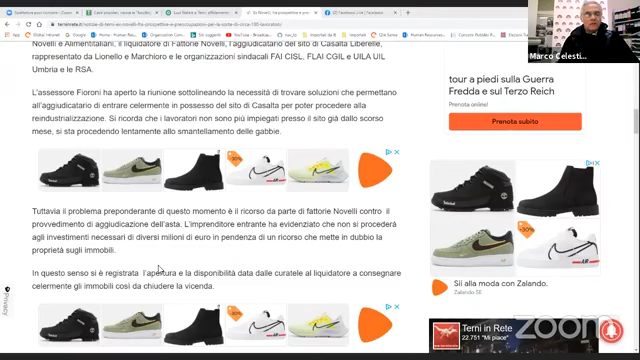 terrenrete.it
Facebook Live | Facebook
Marco Celesti...
Novelli e Alimentitaliani, il liquidatore di Fattorie Novelli, l'aggiudicatario del sito di Casalta Liberelle,
rappresentato da Lionello e Marchioro e le organizzazioni sindacali FAI CISL, FLAI CGIL e UILA UIL
Umbria e le RSA.
tour a piedi sulla Guerra
Fredda e sul Terzo Reich
Prenota subito
L'assessore Fioroni ha aperto la riunione sottolineando la necessità di trovare soluzioni che permettano
all'aggiudicatario di entrare celermente in possesso del sito di Casalta per poter procedere alla
reindustrializzazione. Si ricorda che i lavoratori non sono più impiegati presso il sito già dallo scorso
mese, si sta procedendo lentamente allo smantellamento delle gabbie.
-30%
-30%
Tuttavia il problema preponderante di questo momento è il ricorso da parte di fattorie Novelli contro il
provvedimento di aggiudicazione dell'asta. L'imprenditore entrante ha evidenziato che non si procederà
agli investimenti necessari di diversi milioni di euro in pendenza di un ricorso che mette in dubbio la
proprietà sugli immobili.
In questo senso si è registrata l'apertura e la disponibilità data dalle curatele al liquidatore a consegnare
celermente gli immobili così da chiudere la vicenda.
Sii alla moda con Zalando.
Zalando SE
Privacy
-30%
Terni in Rete
22.751 "Mi piace"
zoom